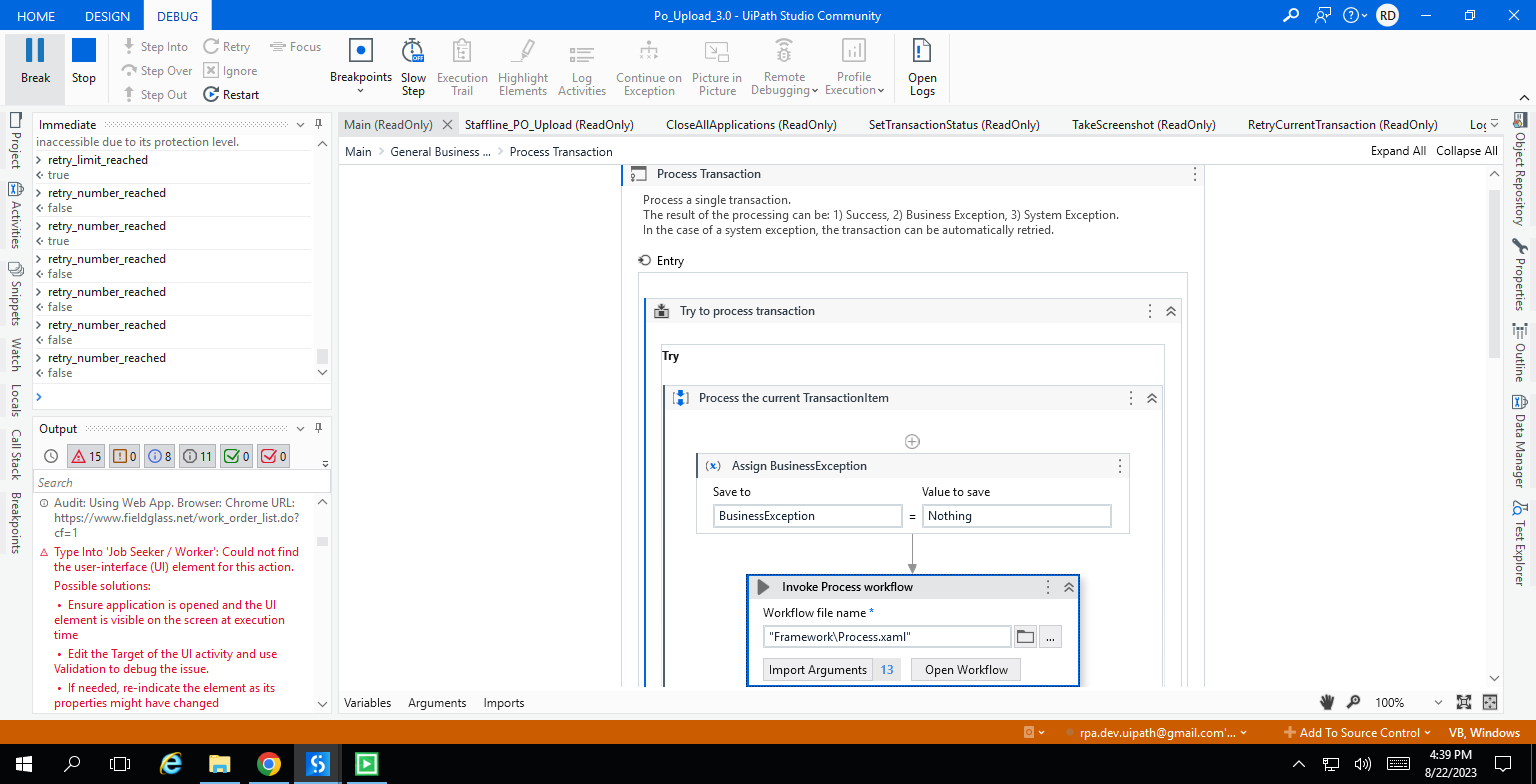 HOME
DESIGN
DEBUG
Po_Upload_3.0 - UiPath Studio Community
RD
Break
Stop
Step Into
Step Over
Step Out
Retry
Ignore
Restart
Focus
Breakpoints
Slow
Step
OFF
Execution
Trail
Highlight
Elements
Log
Activities
Continue on
Exception
Picture in
Picture
Remote
Debugging
Profile
Execution
Open
Logs
Project
Activities
Snippets
Watch
Locals
Call Stack
Breakpoints
Immediate
inaccessible due to its protection level.
retry_limit_reached
true
retry_number_reached
false
retry_number_reached
true
retry_number_reached
false
retry_number_reached
false
retry_number_reached
false
retry_number_reached
false
Output
15
0
8
11
0
0
Search
Audit: Using Web App. Browser: Chrome URL:
https://www.fieldglass.net/work_order_list.do?
cf=1
Type Into 'Job Seeker / Worker': Could not find
the user-interface (UI) element for this action.
Possible solutions:
• Ensure application is opened and the UI
element is visible on the screen at execution
time
• Edit the Target of the UI activity and use
Validation to debug the issue.
• If needed, re-indicate the element as its
properties might have changed
Main (ReadOnly)
Staffline_PO_Upload (ReadOnly)
CloseAllApplications (ReadOnly)
SetTransactionStatus (ReadOnly)
TakeScreenshot (ReadOnly)
RetryCurrentTransaction (ReadOnly)
Main
General Business ...
Process Transaction
Expand All
Collapse All
Process Transaction
Process a single transaction.
The result of the processing can be: 1) Success, 2) Business Exception, 3) System Exception.
In the case of a system exception, the transaction can be automatically retried.
Entry
Try to process transaction
Try
Process the current TransactionItem
(x) Assign BusinessException
Save to
Value to save
BusinessException
=
Nothing
Invoke Process workflow
Workflow file name *
"Framework\Process.xaml"
...
Import Arguments
13
Open Workflow
Variables
Arguments
Imports
100%
Object Repository
Properties
Outline
Data Manager
Test Explorer
rpa.dev.uipath@gmail.com'...
Add To Source Control
VB, Windows
4:39 PM
8/22/2023